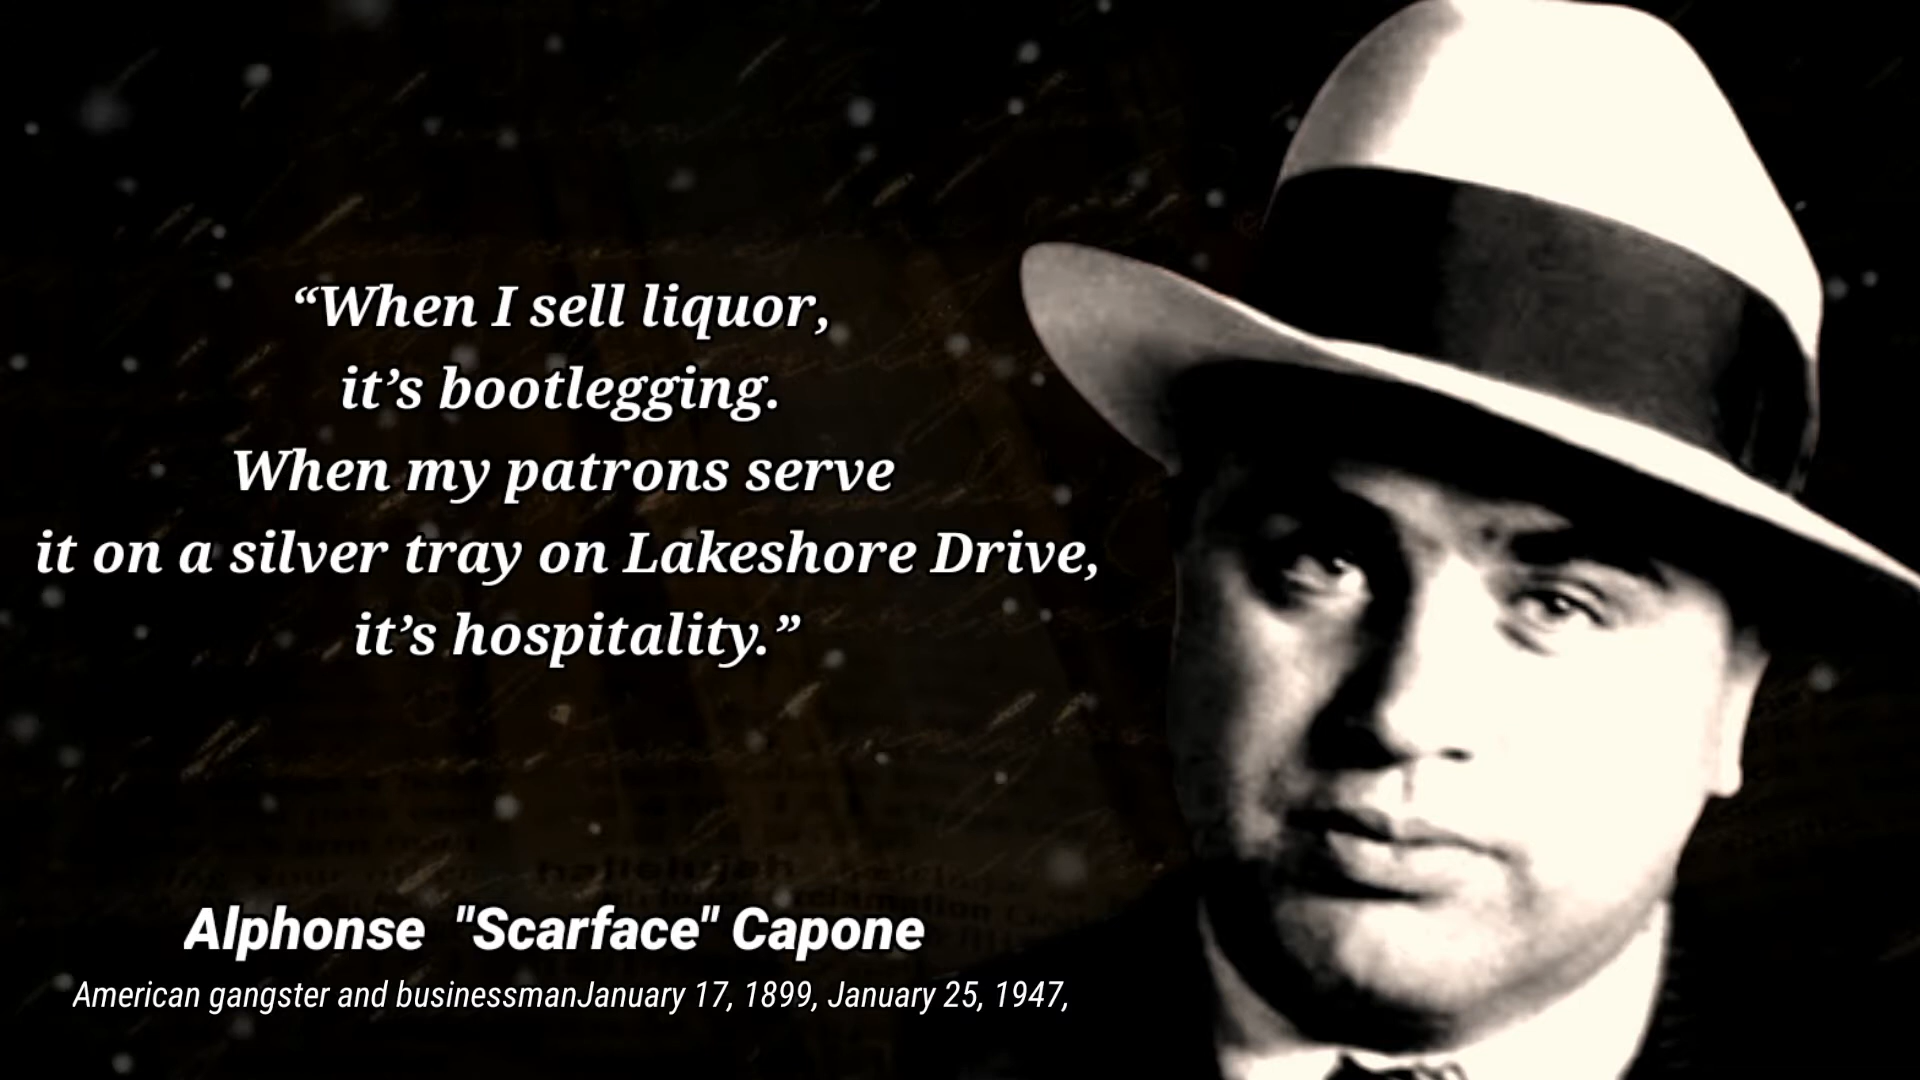 “When I sell liquor,
it’s bootlegging.
When my patrons serve
it on a silver tray on Lakeshore Drive,
it’s hospitality.”
hallelujah
Alphonse "Scarface" Capone
American gangster and businessmanJanuary 17, 1899, January 25, 1947,